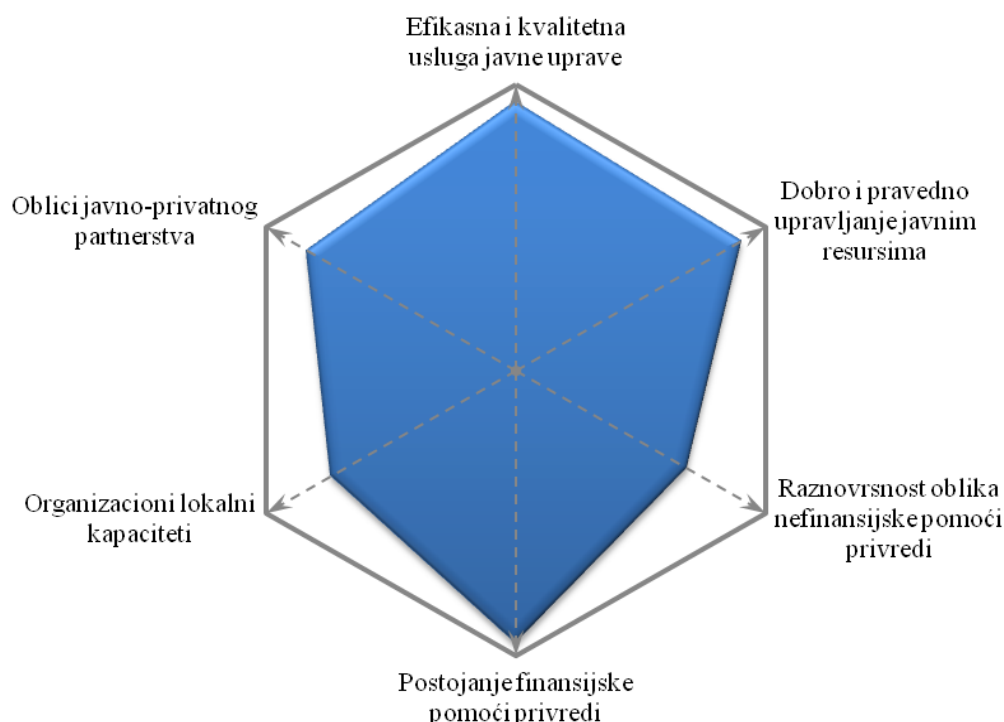 Efikasna i kvalitetna
usluga javne uprave
Dobro i pravedno
upravljanje javnim
resursima
Raznovrsnost oblika
nefinansijske pomoći
privredi
Postojanje finansijske
pomoći privredi
Organizacioni lokalni
kapaciteti
Oblici javno-privatnog
partnerstva